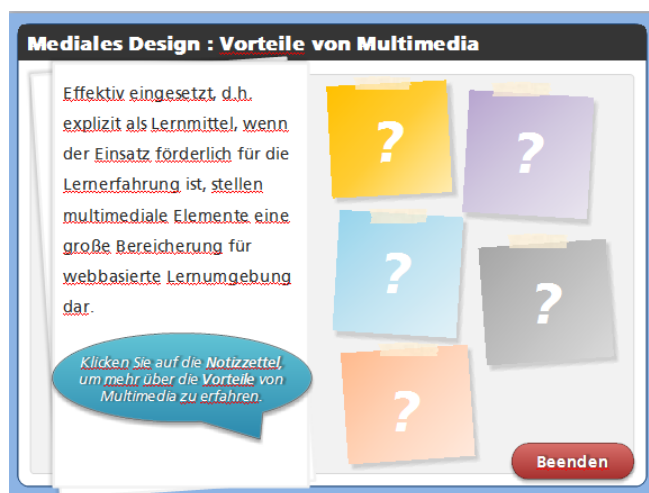 Mediales Design : Vorteile von Multimedia
Effektiv eingesetzt, d.h.
explizit als Lernmittel, wenn
der Einsatz förderlich für die
Lernerfahrung ist, stellen
multimediale Elemente eine
große Bereicherung für
webbasierte Lernumgebung
dar.
Klicken Sie auf die Notizzettel,
um mehr über die Vorteile von
Multimedia zu erfahren.
? ?
? ?
?
Beenden